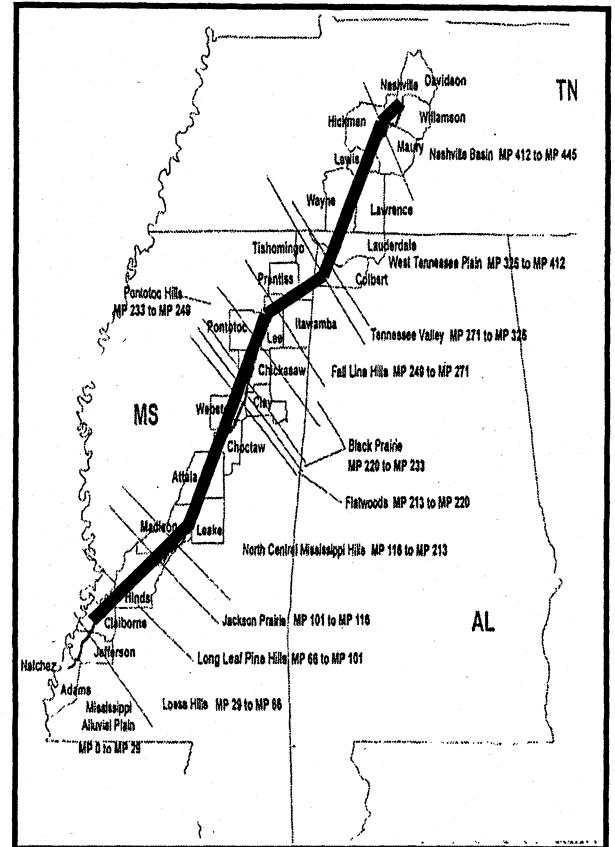 Davidson
Nashville
TN
Hickman
Williamson
Maury
Nashville Basin MP 412 to MP 445
Lewis
Wayne
Lawrence
Tishomingo
Lauderdale
West Tennessee Plain MP 325 to MP 412
Colbert
Prentiss
Pontotoc Hills
MP 233 to MP 249
Itawamba
Pontotoc
Lee
Tennessee Valley MP 271 to MP 325
Chickasaw
Fall Line Hills MP 249 to MP 271
MS
Webst
Clay
Choctaw
Black Prairie
MP 220 to MP 233
Attala
Flatwoods MP 213 to MP 220
Madison
Leake
North Central Mississippi Hills MP 116 to MP 213
Hinds
Jackson Prairie MP 101 to MP 116
AL
Claiborne
Jefferson
Long Leaf Pine Hills MP 66 to MP 101
Natchez
Adams
Loess Hills MP 29 to MP 66
Mississippi
Alluvial Plain
MP 0 to MP 29